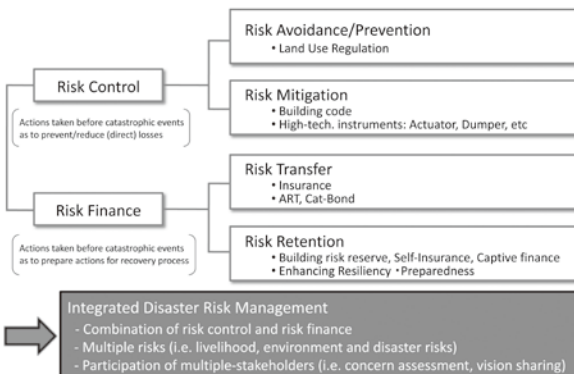 Risk Avoidance/Prevention
• Land Use Regulation
Risk Control
Actions taken before catastrophic events
as to prevent/reduce (direct) losses
Risk Mitigation
• Building code
• High-tech. instruments: Actuator, Dumper, etc
Risk Transfer
• Insurance
• ART, Cat-Bond
Risk Finance
Actions taken before catastrophic events
as to prepare actions for recovery process
Risk Retention
• Building risk reserve, Self-Insurance, Captive finance
• Enhancing Resiliency ・Preparedness
Integrated Disaster Risk Management
- Combination of risk control and risk finance
- Multiple risks (i.e. livelihood, environment and disaster risks)
- Participation of multiple-stakeholders (i.e. concern assessment, vision sharing)